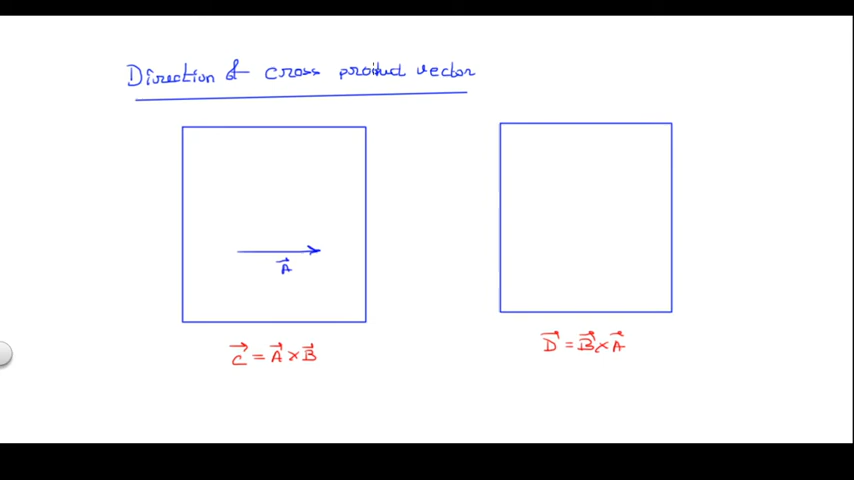 Direction of cross product vector
A⃗
C⃗ = A⃗ × B⃗
D⃗ = B⃗ × A⃗